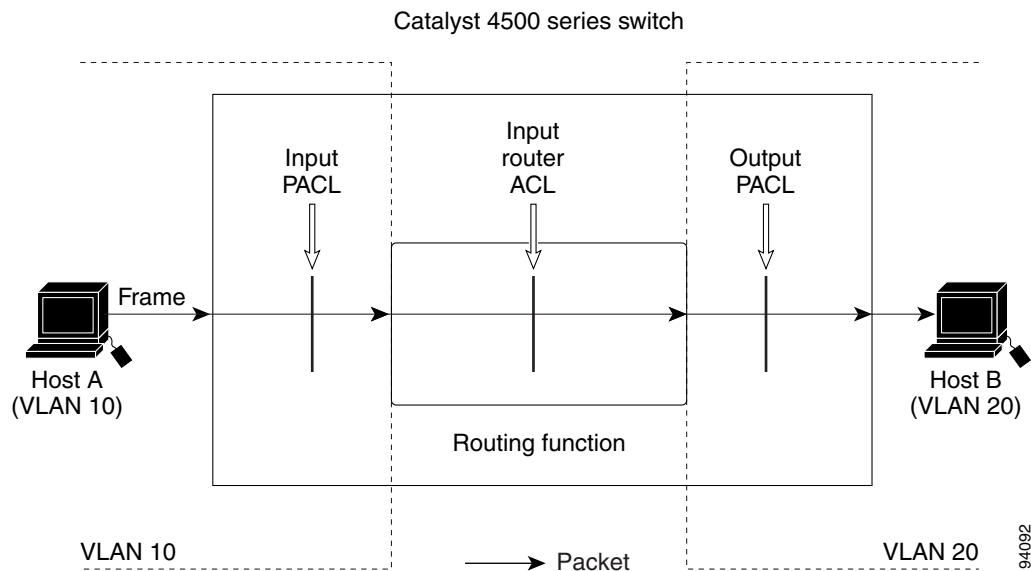 Catalyst 4500 series switch
Input
PACL
Input
router
ACL
Output
PACL
Frame
Host A
(VLAN 10)
Host B
(VLAN 20)
Routing function
VLAN 10
Packet
VLAN 20
94092